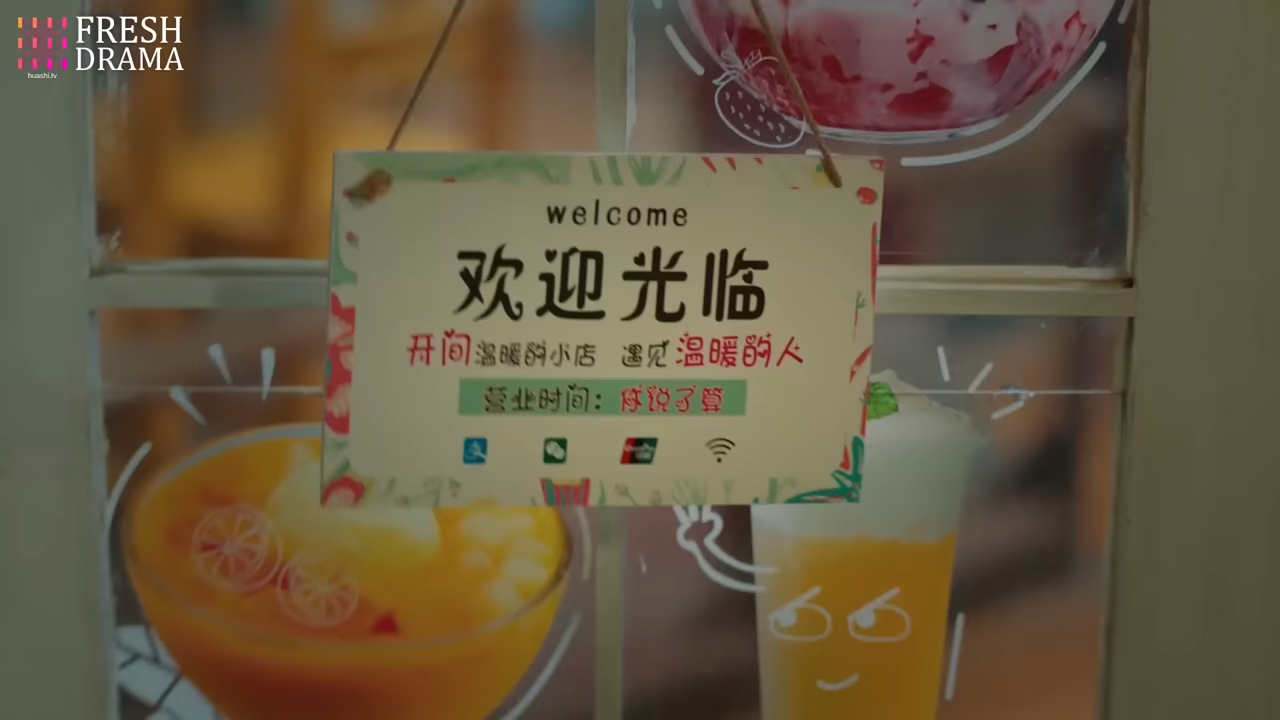 FRESH
DRAMA
huashi.tv
welcome
欢迎光临
开间温暖的小店 遇见温暖的人
营业时间：你说了算